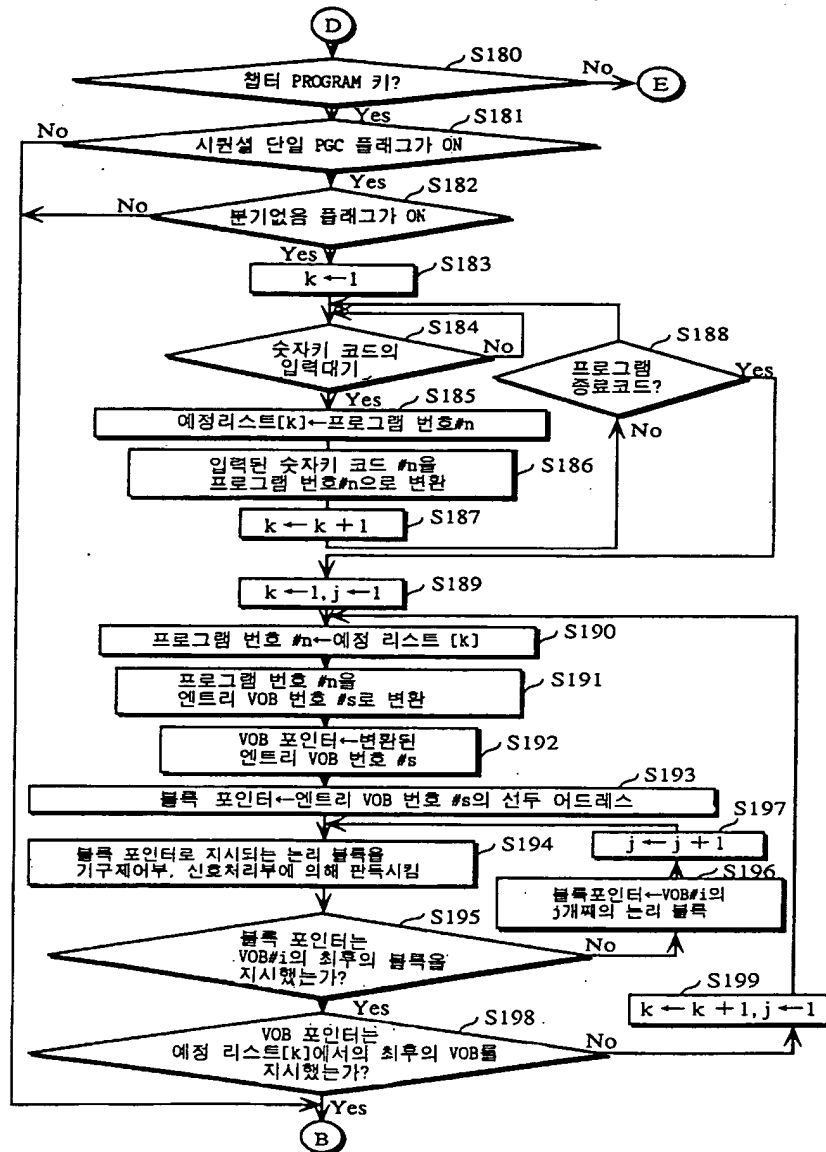 D
S180
챕터 PROGRAM 키?
No
E
Yes
S181
No
시퀀셜 단일 PGC 플래그가 ON
Yes
S182
No
분기없음 플래그가 ON
Yes
S183
k ← 1
S184
숫자키 코드의
입력대기
No
S188
프로그램
종료코드?
Yes
No
Yes
S185
예정리스트[k]←프로그램 번호#n
입력된 숫자키 코드 #n을
프로그램 번호#n으로 변환
S186
k ← k + 1
S187
k ← 1, j ← 1
S189
프로그램 번호 #n←예정 리스트 [k]
S190
프로그램 번호 #n을
엔트리 VOB 번호 #s로 변환
S191
VOB 포인터←변환된
엔트리 VOB 번호 #s
S192
S193
블록 포인터←엔트리 VOB 번호 #s의 선두 어드레스
S197
j ← j + 1
S194
블록 포인터로 지시되는 논리 블록을
기구제어부, 신호처리부에 의해 판독시킴
S196
블록포인터←VOB#i의
j개째의 논리 블록
S195
블록 포인터는
VOB#i의 최후의 블록을
지시했는가?
No
Yes
S199
k ← k + 1, j ← 1
S198
VOB 포인터는
예정 리스트[k]에서의 최후의 VOB를
지시했는가?
No
Yes
B